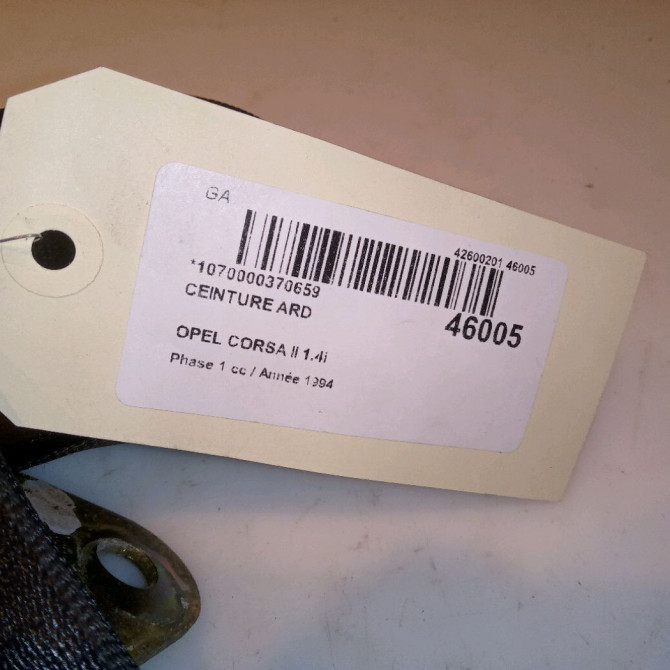 GA
42600201 46005
*1070000370659
CEINTURE ARD
46005
OPEL CORSA II 1.4i
Phase 1 cc / Année 1994